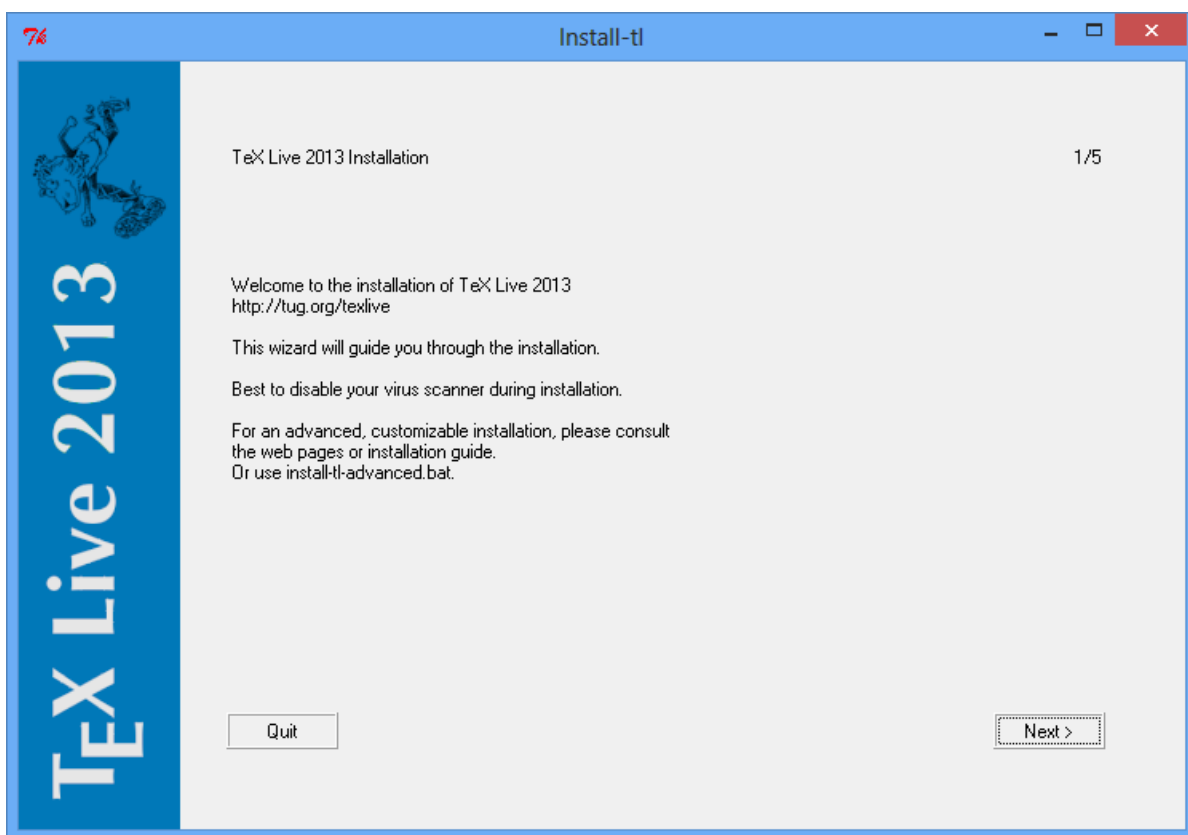 Install-tl
TeX Live 2013
TeX Live 2013 Installation
1/5
Welcome to the installation of TeX Live 2013
http://tug.org/texlive
This wizard will guide you through the installation.
Best to disable your virus scanner during installation.
For an advanced, customizable installation, please consult
the web pages or installation guide.
Or use install-tl-advanced.bat.
Quit
Next >